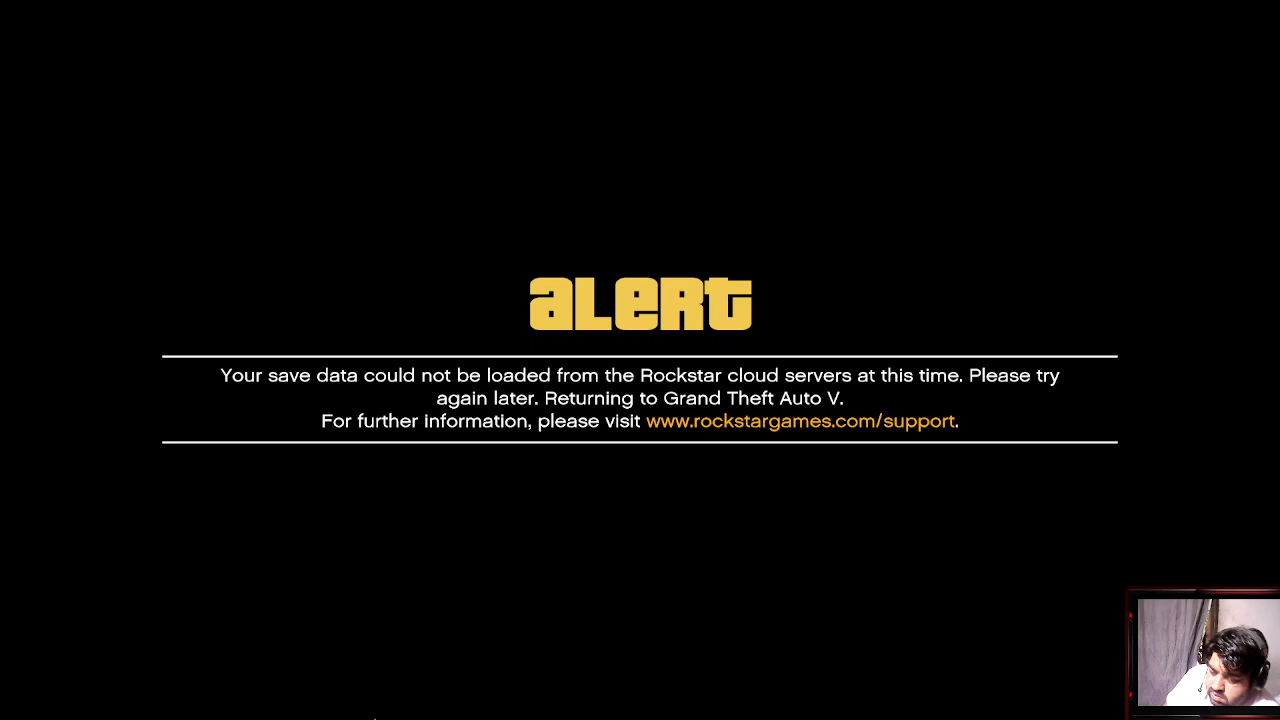 aLeRt
Your save data could not be loaded from the Rockstar cloud servers at this time. Please try
again later. Returning to Grand Theft Auto V.
For further information, please visit www.rockstargames.com/support.